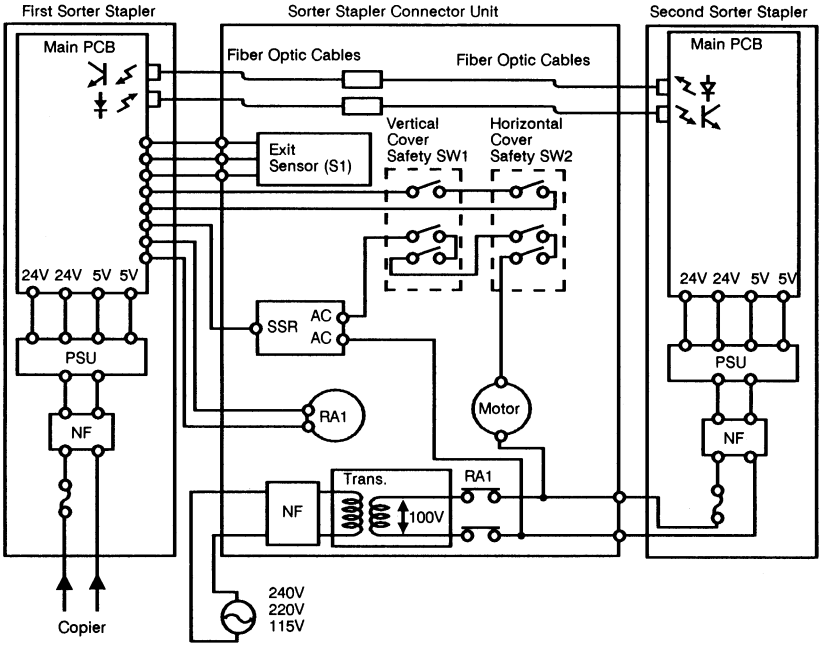 First Sorter Stapler
Sorter Stapler Connector Unit
Second Sorter Stapler
Main PCB
Fiber Optic Cables
Fiber Optic Cables
Main PCB
Exit
Sensor (S1)
Vertical
Cover
Safety SW1
Horizontal
Cover
Safety SW2
24V 24V 5V 5V
24V 24V 5V 5V
PSU
SSR
AC
AC
PSU
NF
RA1
Motor
NF
Trans.
RA1
NF
100V
Copier
240V
220V
115V